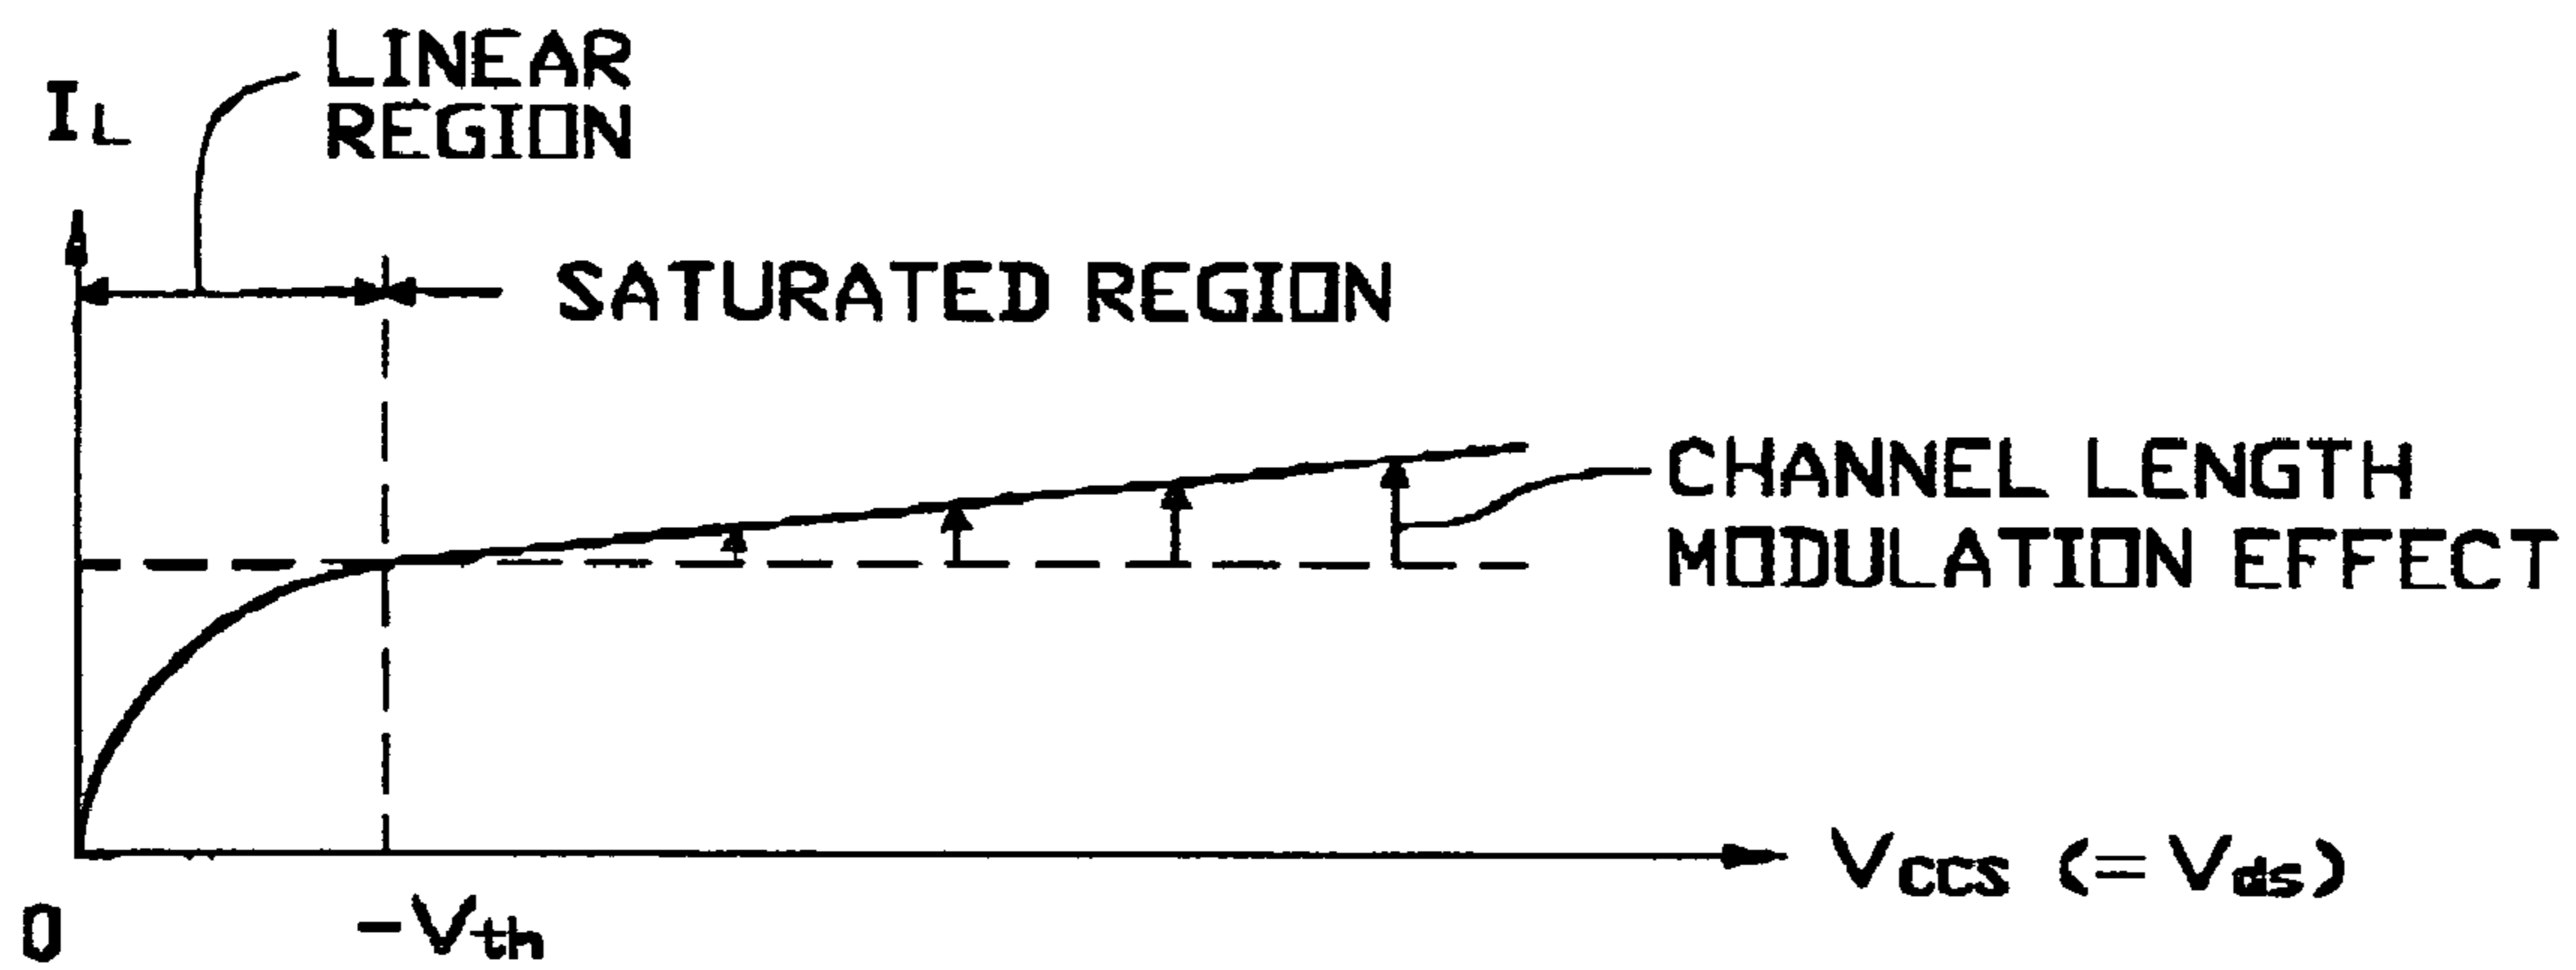 LINEAR
REGION
IL
SATURATED REGION
CHANNEL LENGTH
MODULATION EFFECT
VCCS (= Vds)
0
-Vth